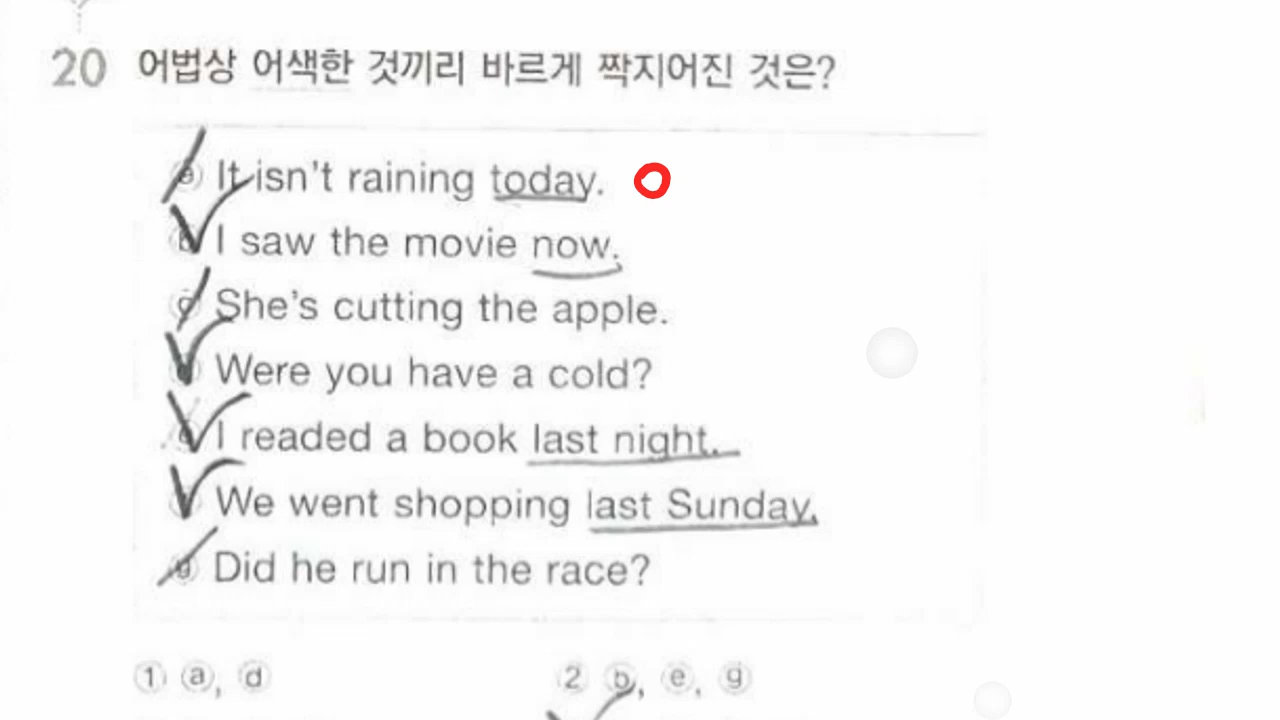 20 어법상 어색한 것끼리 바르게 짝지어진 것은?
ⓐ It isn't raining today.
I saw the movie now.
ⓒ She's cutting the apple.
Were you have a cold?
I readed a book last night.
We went shopping last Sunday.
ⓖ Did he run in the race?
① ⓐ, ⓓ ② ⓑ, ⓔ, ⓖ